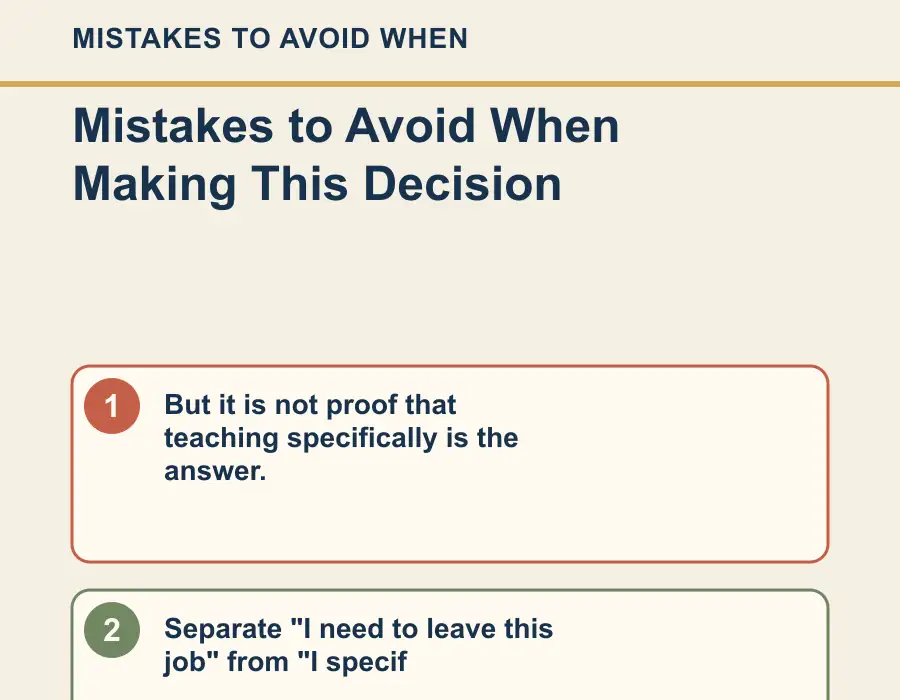 MISTAKES TO AVOID WHEN
Mistakes to Avoid When
Making This Decision
1
But it is not proof that
teaching specifically is the
answer.
2
Separate "I need to leave this
job" from "I specif